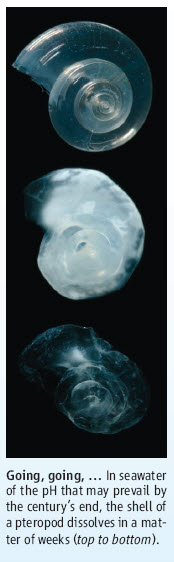 Going, going, … In seawater
of the pH that may prevail by
the century's end, the shell of
a pteropod dissolves in a mat-
ter of weeks (top to bottom).